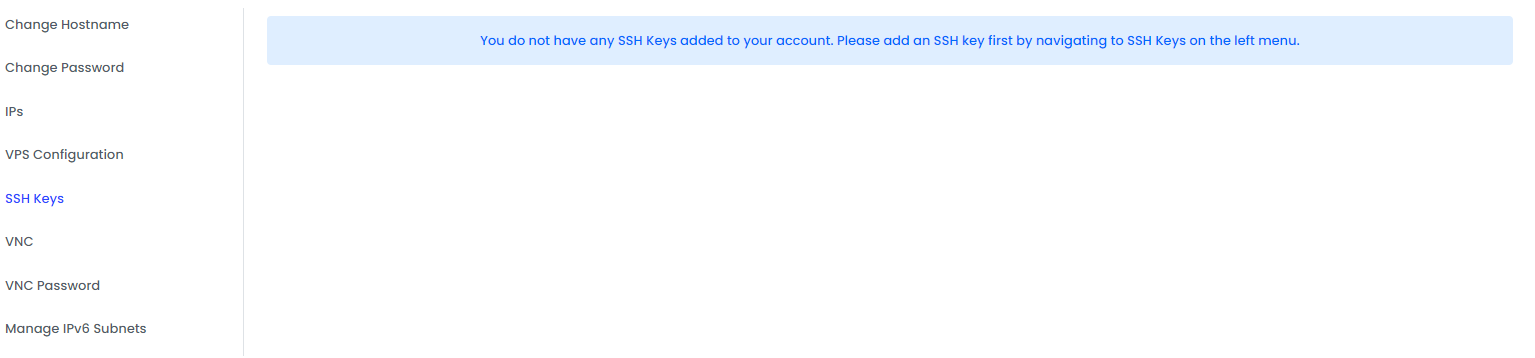 Change Hostname
Change Password
IPs
VPS Configuration
SSH Keys
VNC
VNC Password
Manage IPv6 Subnets
You do not have any SSH Keys added to your account. Please add an SSH key first by navigating to SSH Keys on the left menu.